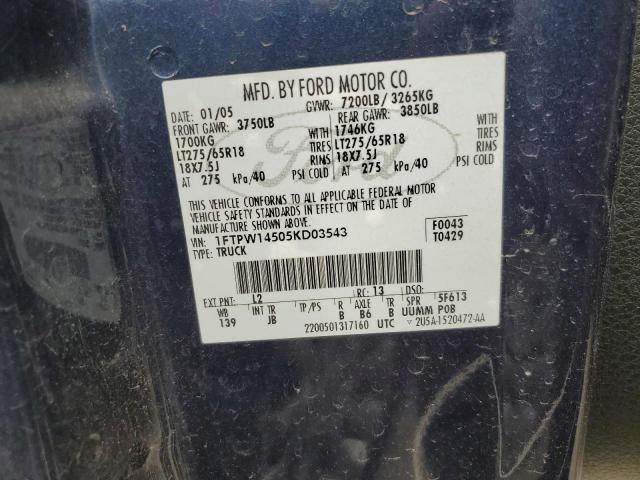 MFD. BY FORD MOTOR CO.
DATE: 01/05 GVWR: 7200LB/ 3265KG
FRONT GAWR: 3750LB REAR GAWR: 3850LB
1700KG WITH 1746KG WITH
LT275/65R18 TIRES LT275/65R18 TIRES
18X7.5J RIMS 18X7.5J RIMS
AT 275 kPa/40 PSI COLD AT 275 kPa/40 PSI COLD
Ford
THIS VEHICLE CONFORMS TO ALL APPLICABLE FEDERAL MOTOR
VEHICLE SAFETY STANDARDS IN EFFECT ON THE DATE OF
MANUFACTURE SHOWN ABOVE.
VIN: 1FTPW14505KD03543 F0043
TYPE: TRUCK T0429
EXT PNT: L2 RC: 13 DSO:
WB INT TR TP/PS R AXLE TR SPR 5F613
139 JB B B6 B UUMM P08
2200501317160 UTC ▽ 2U5A-1520472-AA